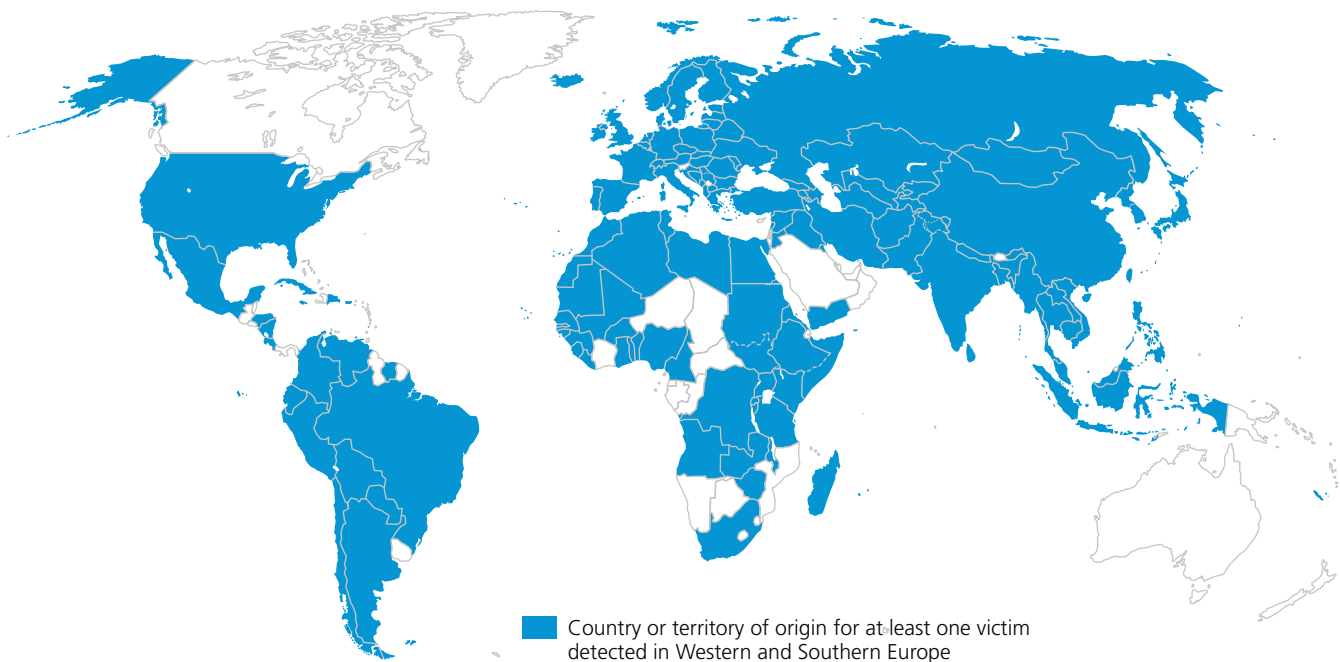 Country or territory of origin for at least one victim
detected in Western and Southern Europe